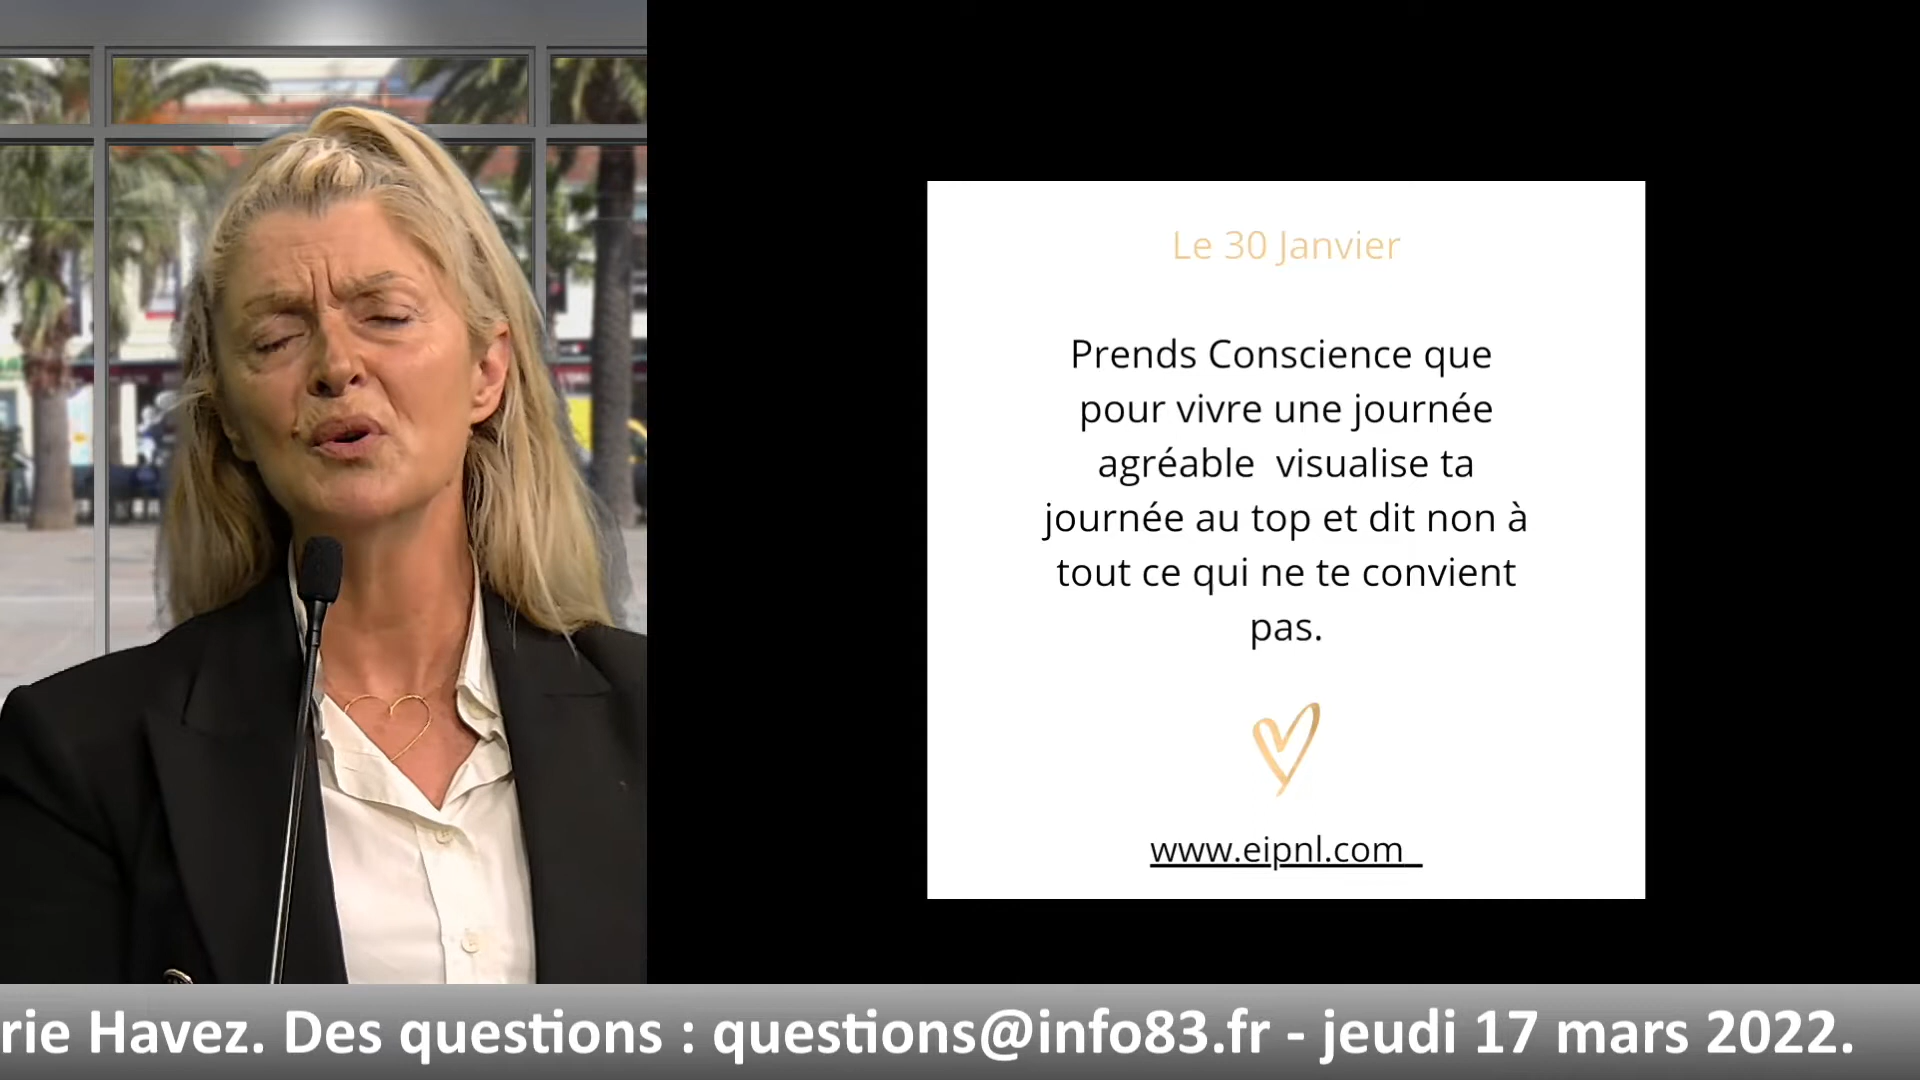 Le 30 Janvier
Prends Conscience que
pour vivre une journée
agréable  visualise ta
journée au top et dit non à
tout ce qui ne te convient
pas.
www.eipnl.com
rie Havez. Des questions : questions@info83.fr - jeudi 17 mars 2022.